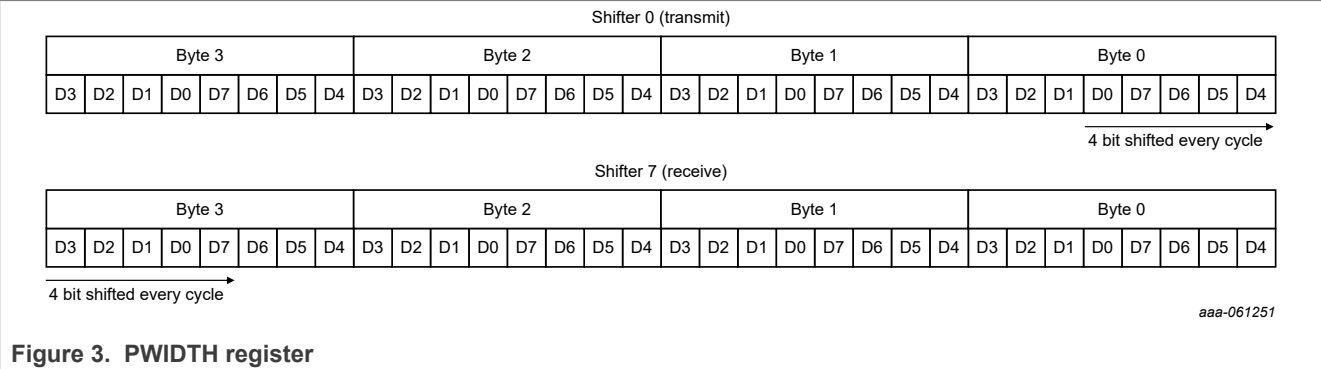 Shifter 0 (transmit)
Byte 3 Byte 2 Byte 1 Byte 0
D3 D2 D1 D0 D7 D6 D5 D4 D3 D2 D1 D0 D7 D6 D5 D4 D3 D2 D1 D0 D7 D6 D5 D4 D3 D2 D1 D0 D7 D6 D5 D4
4 bit shifted every cycle
Shifter 7 (receive)
Byte 3 Byte 2 Byte 1 Byte 0
D3 D2 D1 D0 D7 D6 D5 D4 D3 D2 D1 D0 D7 D6 D5 D4 D3 D2 D1 D0 D7 D6 D5 D4 D3 D2 D1 D0 D7 D6 D5 D4
4 bit shifted every cycle
aaa-061251
Figure 3. PWIDTH register